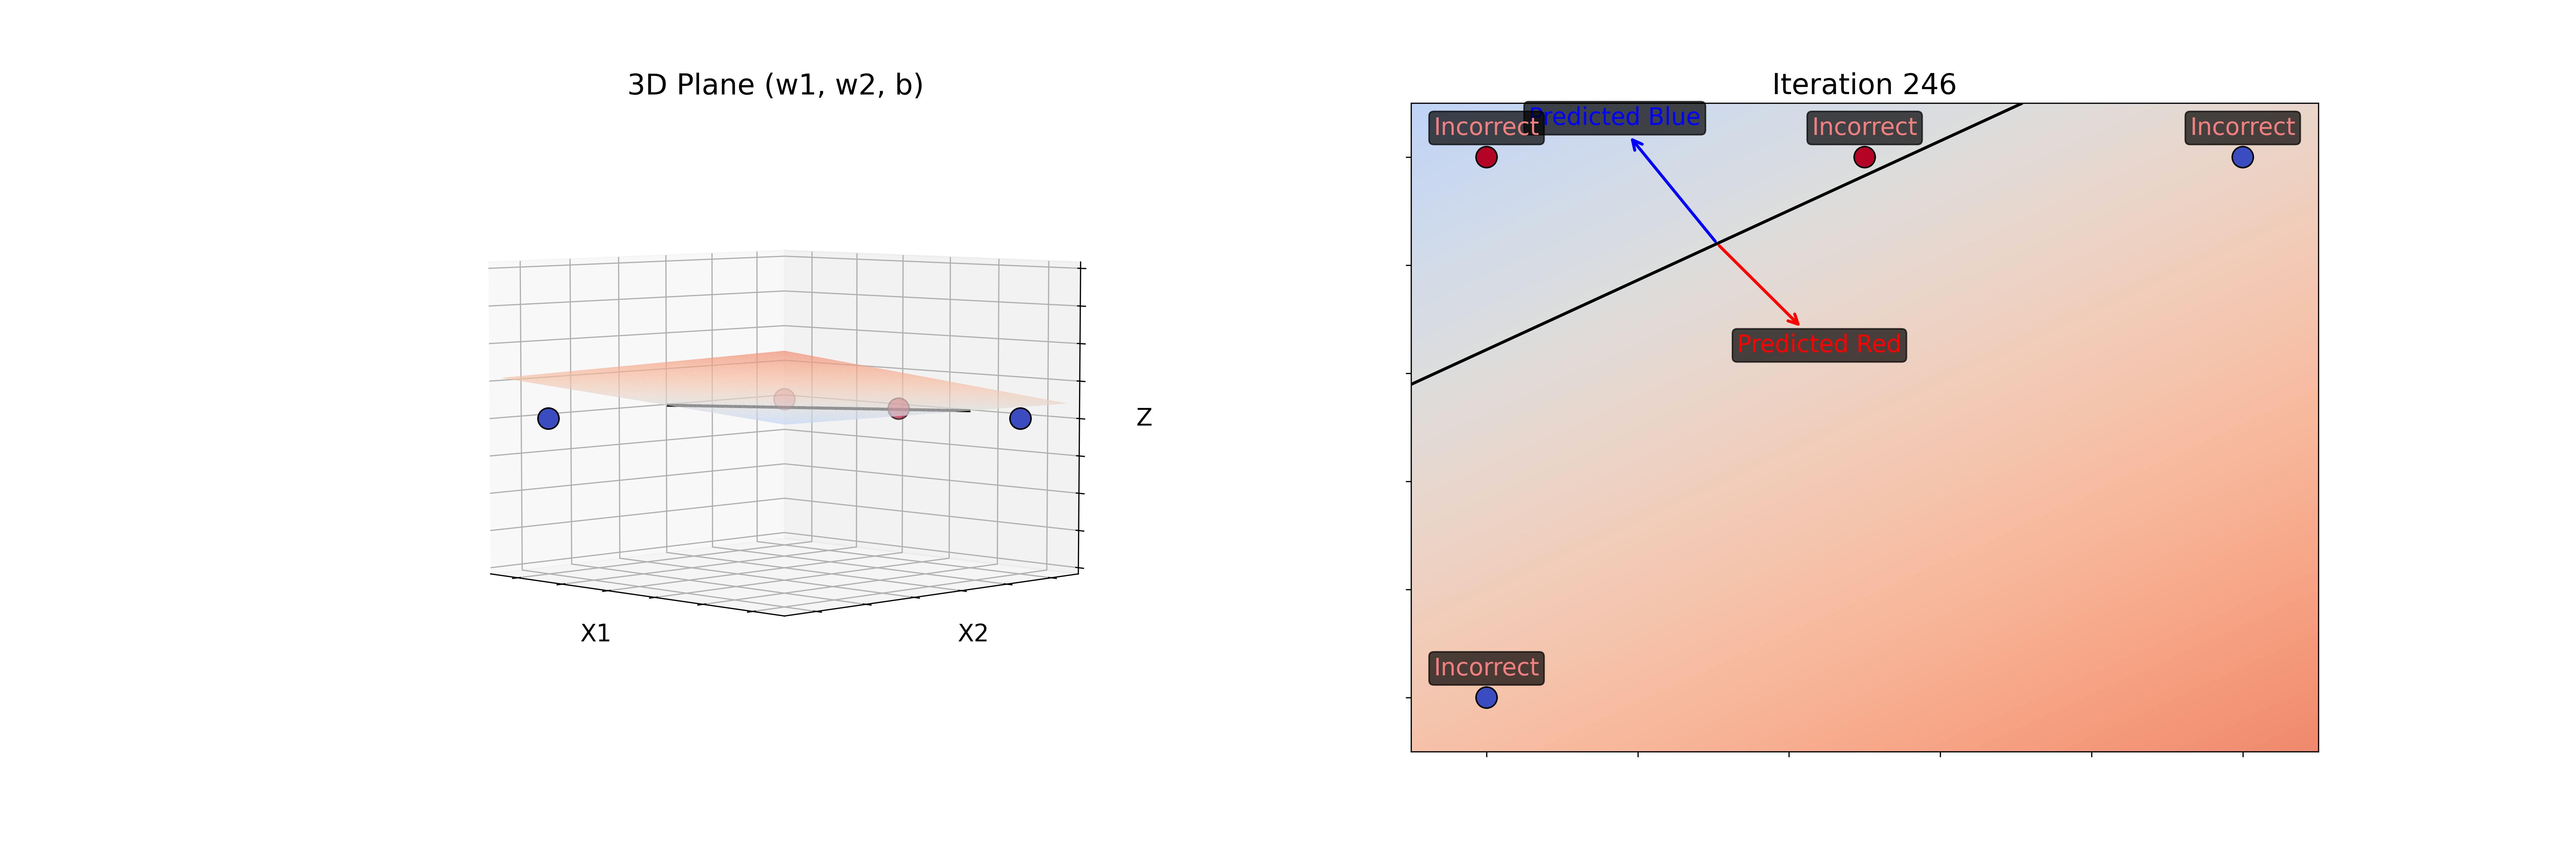 3D Plane (w1, w2, b)
Z
X1
X2
Iteration 246
Predicted Blue
Incorrect
Incorrect
Incorrect
Predicted Red
Incorrect